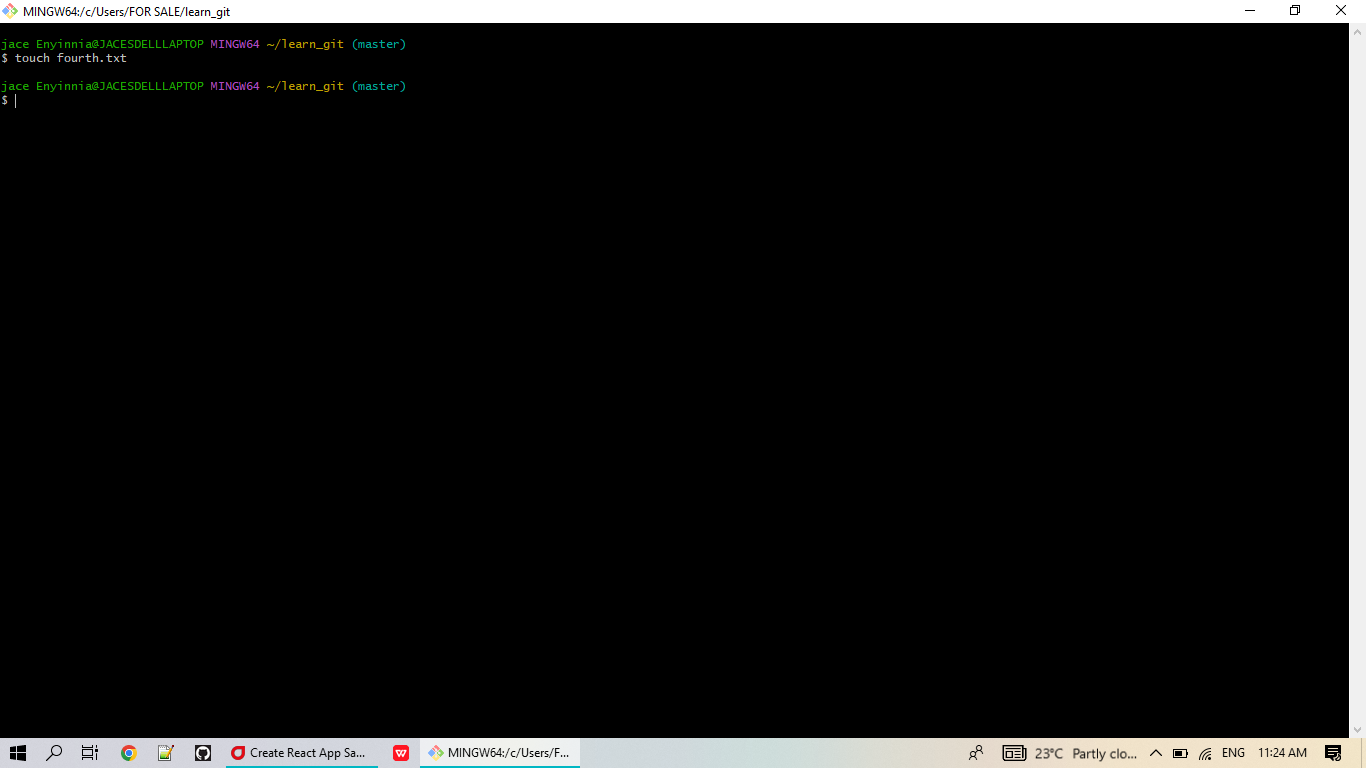 MINGW64:/c/Users/FOR SALE/learn_git
jace Enyinnia@JACESDELLLAPTOP MINGW64 ~/learn_git (master)
$ touch fourth.txt
jace Enyinnia@JACESDELLLAPTOP MINGW64 ~/learn_git (master)
$
Create React App Sa... MINGW64:/c/Users/F... 23°C Partly clo... ENG 11:24 AM